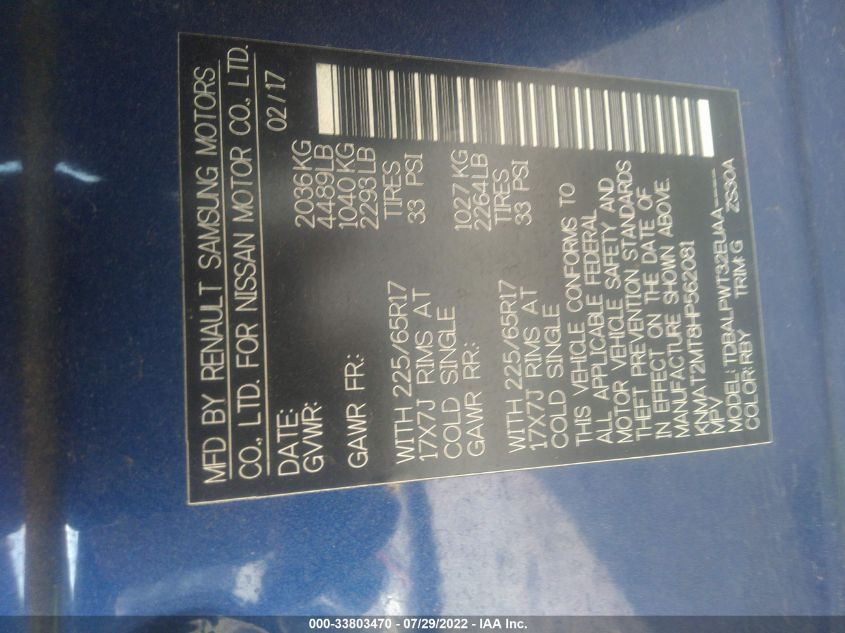 MFD BY RENAULT SAMSUNG MOTORS
CO., LTD. FOR NISSAN MOTOR CO., LTD.
DATE: 02/17
GVWR: 2036KG
4489LB
GAWR FR: 1040KG
2293LB
WITH 225/65R17 TIRES
17X7J RIMS AT 33 PSI
COLD SINGLE
GAWR RR: 1027KG
2264LB
WITH 225/65R17 TIRES
17X7J RIMS AT 33 PSI
COLD SINGLE
THIS VEHICLE CONFORMS TO
ALL APPLICABLE FEDERAL
MOTOR VEHICLE SAFETY AND
THEFT PREVENTION STANDARDS
IN EFFECT ON THE DATE OF
MANUFACTURE SHOWN ABOVE.
KNMAT2MT8HP562081
MPV
MODEL: TDBALPWT32EUAA----
COLOR: RBY TRIM: G ZS30A
000-33803470 - 07/29/2022 - IAA Inc.